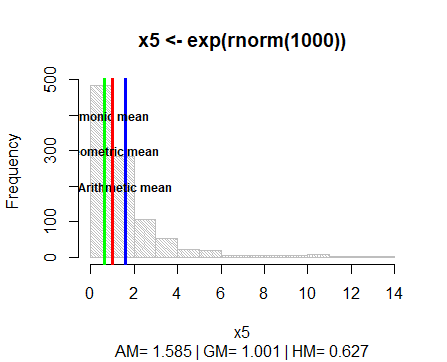 x5 <- exp(rnorm(1000))
Frequency
500
300
100
0
monic mean
ometric mean
Arithmetic mean
0 2 4 6 8 10 12 14
x5
AM= 1.585 | GM= 1.001 | HM= 0.627